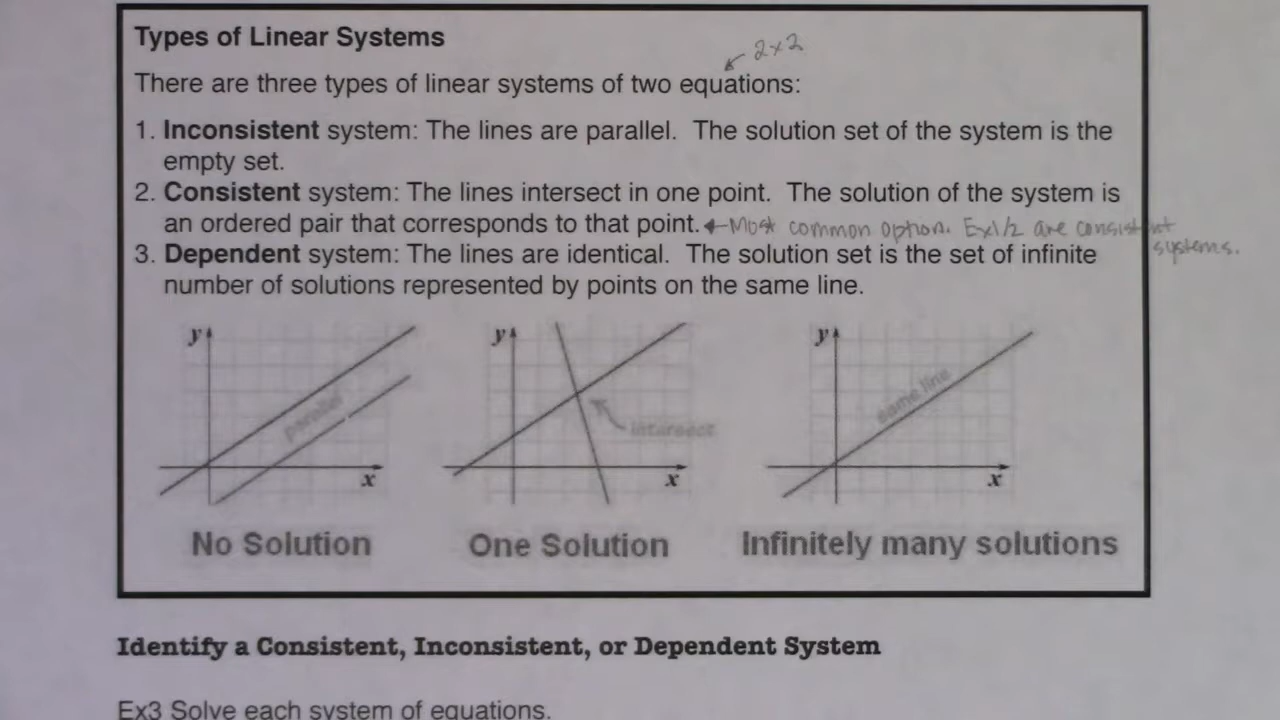 Types of Linear Systems
2x2
There are three types of linear systems of two equations:
1. Inconsistent system: The lines are parallel. The solution set of the system is the
empty set.
2. Consistent system: The lines intersect in one point. The solution of the system is
an ordered pair that corresponds to that point. ←Most common option. Ex1/2 are consistent
systems.
3. Dependent system: The lines are identical. The solution set is the set of infinite
number of solutions represented by points on the same line.
y y y
parallel intersect same line
x x x
No Solution One Solution Infinitely many solutions
Identify a Consistent, Inconsistent, or Dependent System
Ex3 Solve each system of equations.